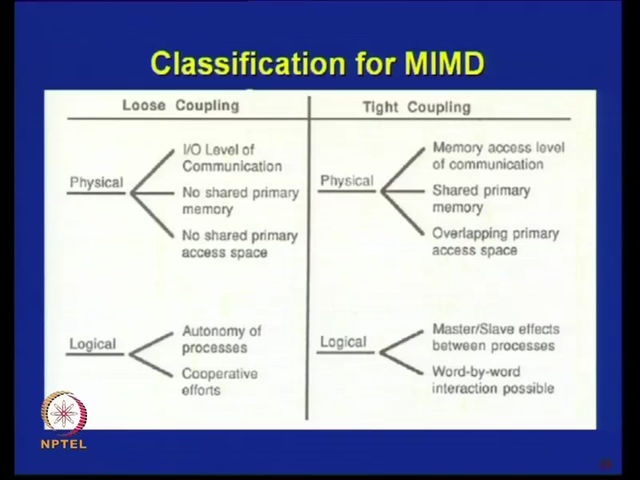 Classification for MIMD
Loose Coupling
Physical
I/O Level of
Communication
No shared primary
memory
No shared primary
access space
Logical
Autonomy of
processes
Cooperative
efforts
Tight Coupling
Physical
Memory access level
of communication
Shared primary
memory
Overlapping primary
access space
Logical
Master/Slave effects
between processes
Word-by-word
interaction possible
NPTEL